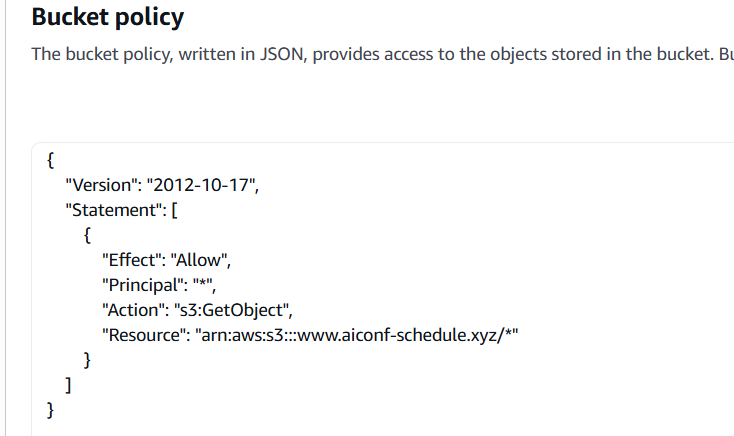 Bucket policy
The bucket policy, written in JSON, provides access to the objects stored in the bucket.
{
"Version": "2012-10-17",
"Statement": [
{
"Effect": "Allow",
"Principal": "*",
"Action": "s3:GetObject",
"Resource": "arn:aws:s3:::www.aiconf-schedule.xyz/*"
}
]
}